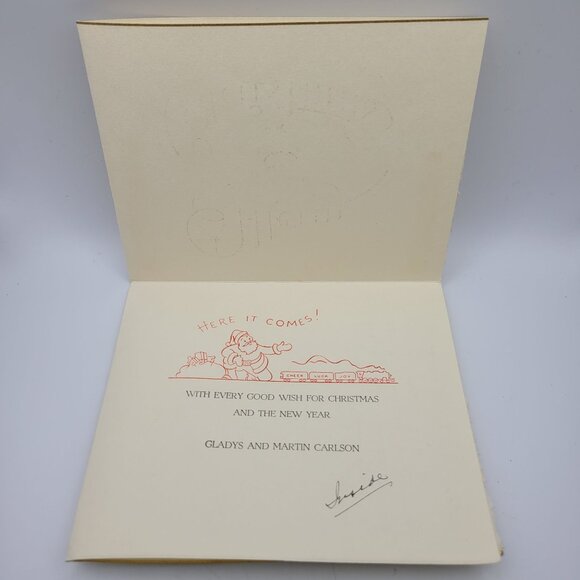 HERE IT COMES!
CHEER LUCK JOY
WITH EVERY GOOD WISH FOR CHRISTMAS
AND THE NEW YEAR
GLADYS AND MARTIN CARLSON
Inside